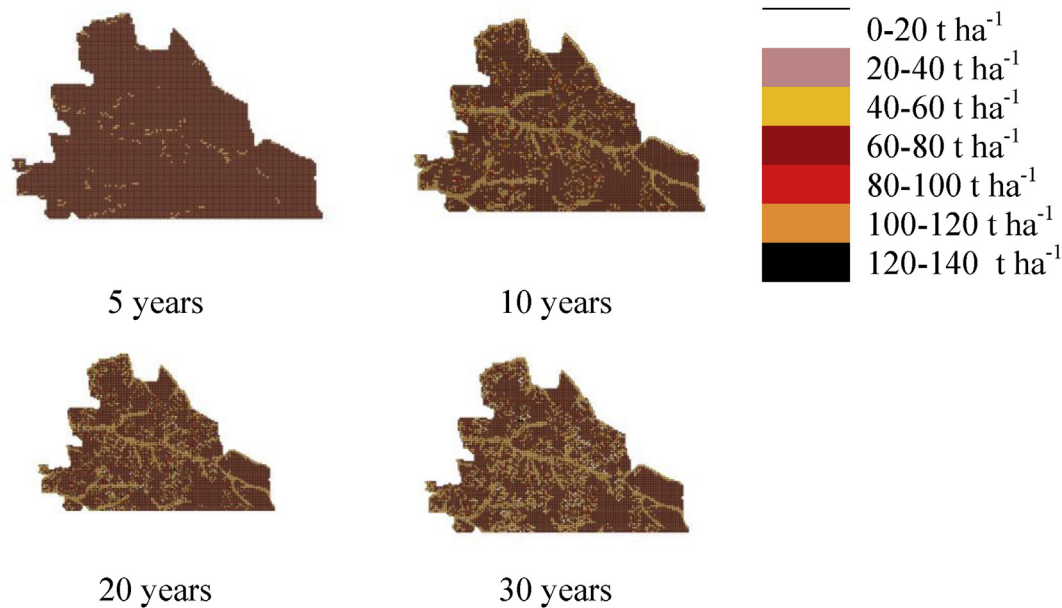 0-20 t ha⁻¹
20-40 t ha⁻¹
40-60 t ha⁻¹
60-80 t ha⁻¹
80-100 t ha⁻¹
100-120 t ha⁻¹
120-140 t ha⁻¹
5 years
10 years
20 years
30 years